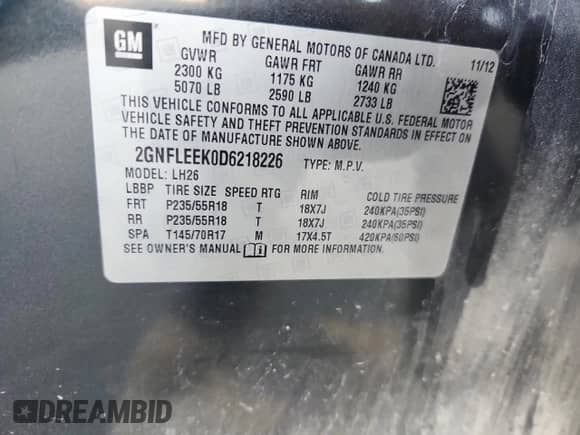 GM
MFD BY GENERAL MOTORS OF CANADA LTD.
GVWR GAWR FRT GAWR RR 11/12
2300 KG 1175 KG 1240 KG
5070 LB 2590 LB 2733 LB
THIS VEHICLE CONFORMS TO ALL APPLICABLE U.S. FEDERAL MOTOR
VEHICLE SAFETY, BUMPER, AND THEFT PREVENTION STANDARDS IN EFFECT ON
THE DATE OF MANUFACTURE SHOWN ABOVE.
2GNFLEEK0D6218226 TYPE: M.P.V.
MODEL: LH26
LBBP TIRE SIZE SPEED RTG RIM COLD TIRE PRESSURE
FRT P235/55R18 T 18X7J 240KPA(35PSI)
RR P235/55R18 T 18X7J 240KPA(35PSI)
SPA T145/70R17 M 17X4.5T 420KPA(60PSI)
SEE OWNER'S MANUAL FOR MORE INFORMATION.
DREAMBID